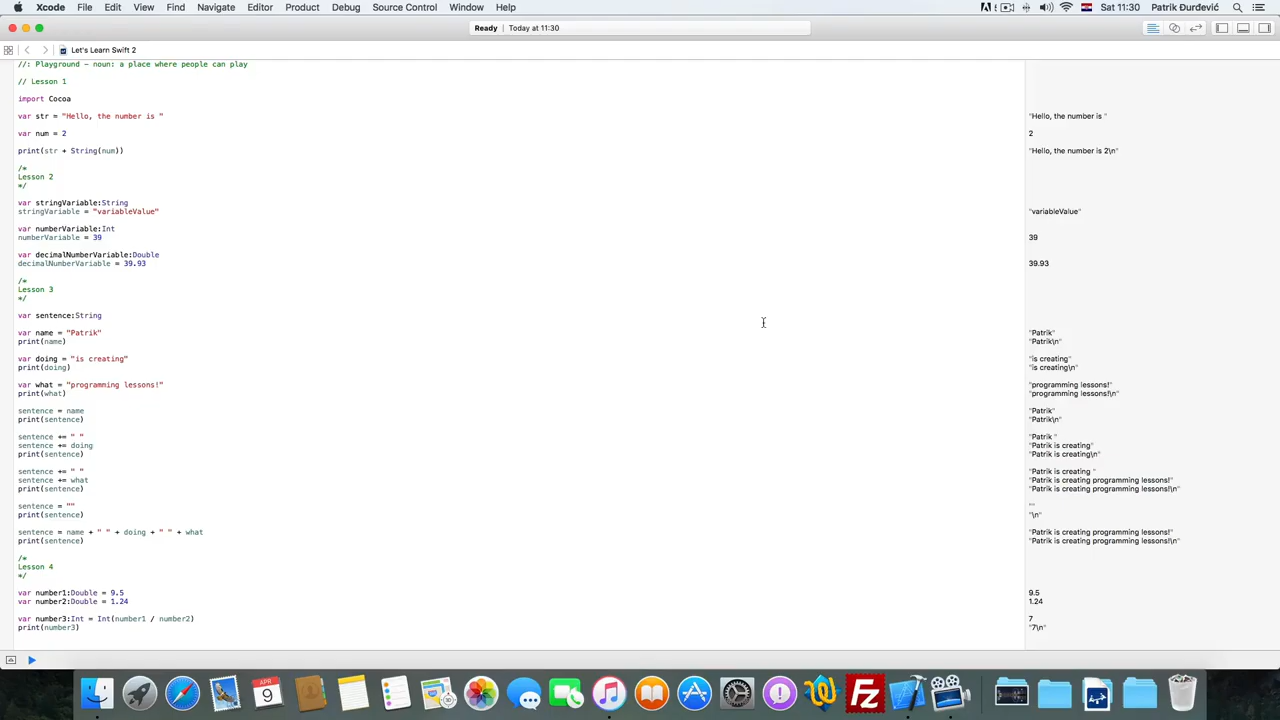 Xcode File Edit View Find Navigate Editor Product Debug Source Control Window Help Sat 11:30 Patrik Đurđević
Ready Today at 11:30
Let's Learn Swift 2
//: Playground - noun: a place where people can play
// Lesson 1
import Cocoa
var str = "Hello, the number is "
"Hello, the number is "
var num = 2
2
print(str + String(num))
"Hello, the number is 2\n"
/*
Lesson 2
*/
var stringVariable:String
stringVariable = "variableValue"
"variableValue"
var numberVariable:Int
numberVariable = 39
39
var decimalNumberVariable:Double
decimalNumberVariable = 39.93
39.93
/*
Lesson 3
*/
var sentence:String
var name = "Patrik"
"Patrik"
print(name)
"Patrik\n"
var doing = "is creating"
"is creating"
print(doing)
"is creating\n"
var what = "programming lessons!"
"programming lessons!"
print(what)
"programming lessons!\n"
sentence = name
"Patrik"
print(sentence)
"Patrik\n"
sentence += " "
"Patrik "
sentence += doing
"Patrik is creating"
print(sentence)
"Patrik is creating\n"
sentence += " "
"Patrik is creating "
sentence += what
"Patrik is creating programming lessons!"
print(sentence)
"Patrik is creating programming lessons!\n"
sentence = ""
""
print(sentence)
"\n"
sentence = name + " " + doing + " " + what
"Patrik is creating programming lessons!"
print(sentence)
"Patrik is creating programming lessons!\n"
/*
Lesson 4
*/
var number1:Double = 9.5
9.5
var number2:Double = 1.24
1.24
var number3:Int = Int(number1 / number2)
7
print(number3)
"7\n"
APR
9
Fz